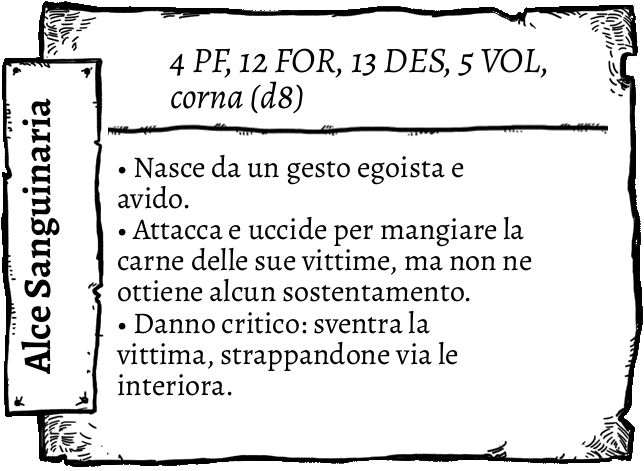 Alce Sanguinaria
4 PF, 12 FOR, 13 DES, 5 VOL,
corna (d8)
• Nasce da un gesto egoista e
avido.
• Attacca e uccide per mangiare la
carne delle sue vittime, ma non ne
ottiene alcun sostentamento.
• Danno critico: sventra la
vittima, strappandone via le
interiora.